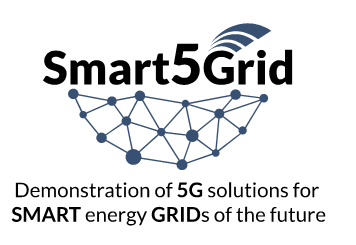 Smart5Grid
Demonstration of 5G solutions for
SMART energy GRIDs of the future